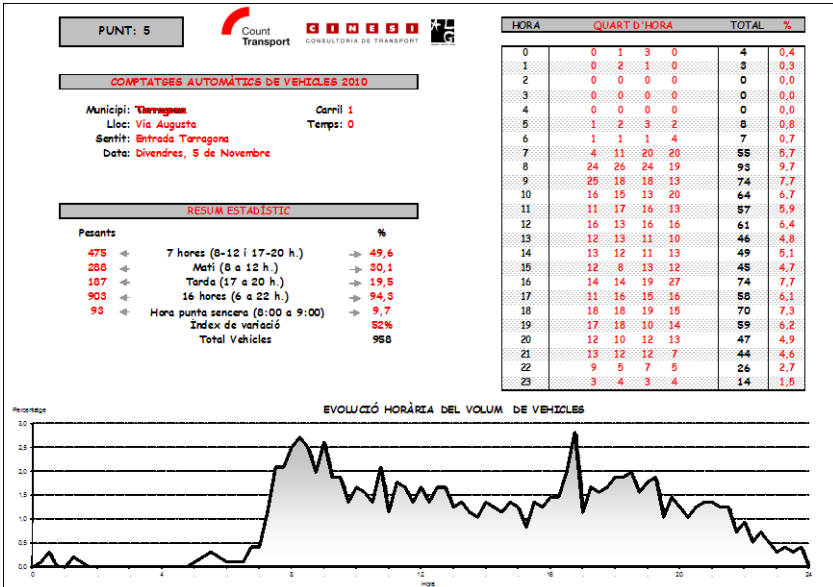 PUNT: 5
Count
Transport
CINESI
CONSULTORIA DE TRANSPORT
COMPTATGES AUTOMÀTICS DE VEHICLES 2010
Municipi: Tarragona Carril 1
Lloc: Via Augusta Temps: 0
Sentit: Entrada Tarragona
Data: Divendres, 5 de Novembre
RESUM ESTADÍSTIC
Pesants %
475 7 hores (8-12 i 17-20 h.) 49,6
288 Matí (8 a 12 h.) 30,1
187 Tarda (17 a 20 h.) 19,5
903 16 hores (6 a 22 h.) 94,3
93 Hora punta sencera (8:00 a 9:00) 9,7
Índex de variació 52%
Total Vehicles 958
HORA QUART D'HORA TOTAL %
0 0 1 3 0 4 0,4
1 0 2 1 0 3 0,3
2 0 0 0 0 0 0,0
3 0 0 0 0 0 0,0
4 0 0 0 0 0 0,0
5 1 2 3 2 8 0,8
6 1 1 1 4 7 0,7
7 4 11 20 20 55 5,7
8 24 26 24 19 93 9,7
9 25 18 18 13 74 7,7
10 16 15 13 20 64 6,7
11 11 17 16 13 57 5,9
12 16 13 16 16 61 6,4
13 12 13 11 10 46 4,8
14 13 12 11 13 49 5,1
15 12 8 13 12 45 4,7
16 14 14 19 27 74 7,7
17 11 16 15 16 58 6,1
18 18 18 19 15 70 7,3
19 17 18 10 14 59 6,2
20 12 10 12 13 47 4,9
21 13 12 12 7 44 4,6
22 9 5 7 5 26 2,7
23 3 4 3 4 14 1,5
EVOLUCIÓ HORÀRIA DEL VOLUM DE VEHICLES
Percentatge
3,0
2,5
2,0
1,5
1,0
0,5
0,0
0 4 8 12 16 20 24
Hora